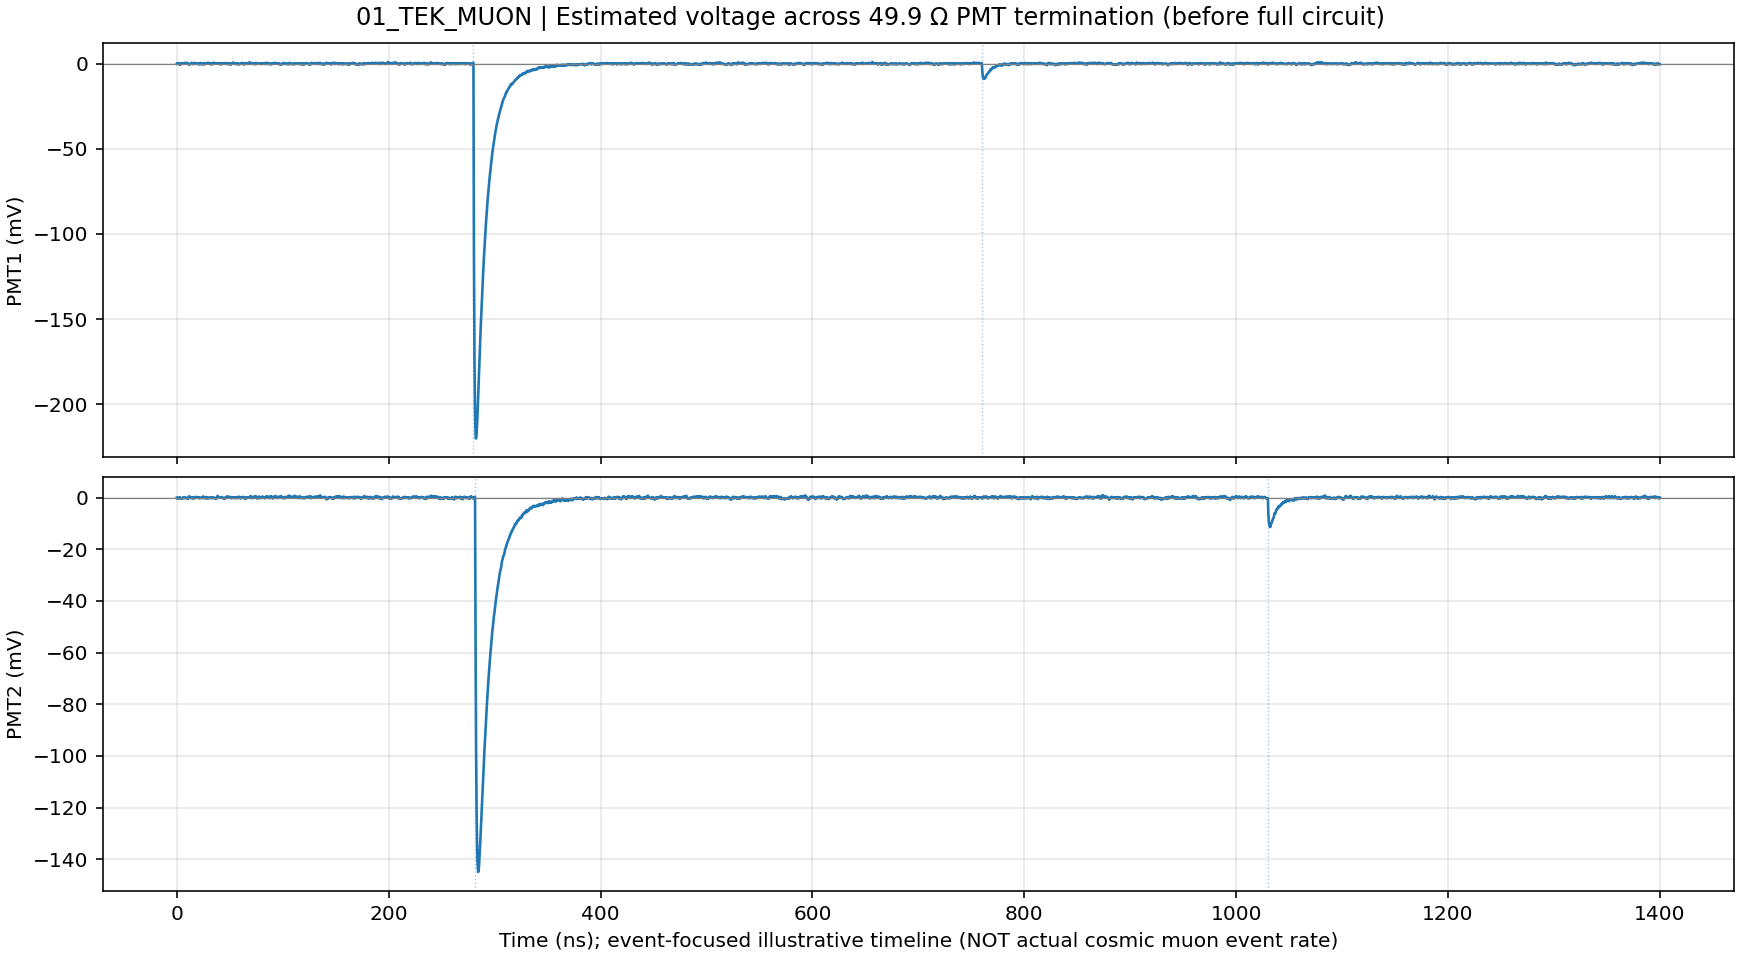 01_TEK_MUON | Estimated voltage across 49.9 Ω PMT termination (before full circuit)
PMT1 (mV)
0
−50
−100
−150
−200
PMT2 (mV)
0
−20
−40
−60
−80
−100
−120
−140
0 200 400 600 800 1000 1200 1400
Time (ns); event-focused illustrative timeline (NOT actual cosmic muon event rate)